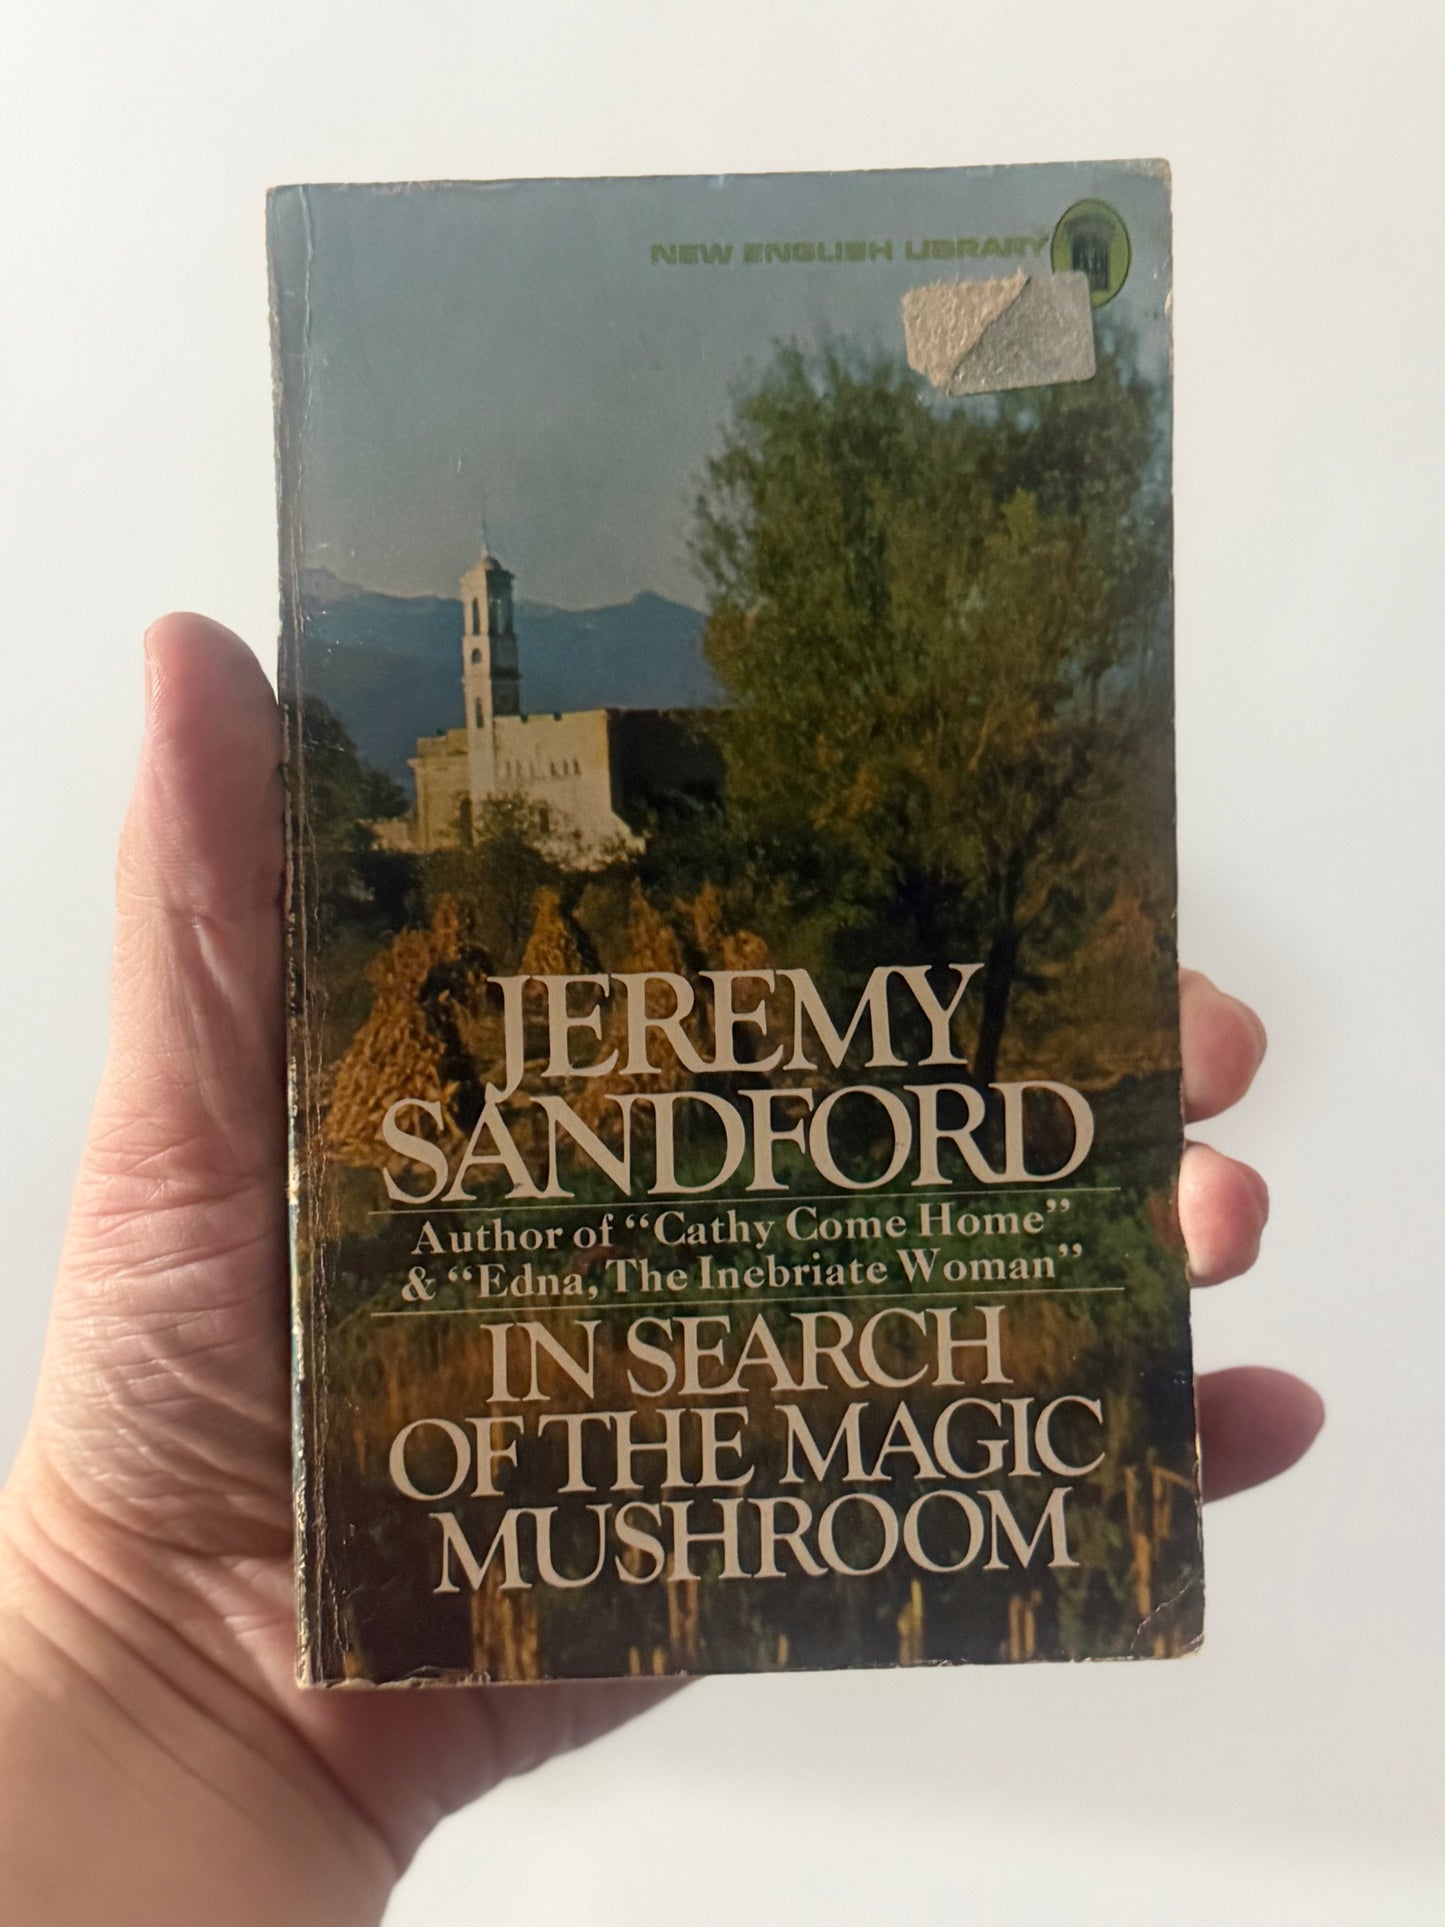 NEW ENGLISH LIBRARY
JEREMY
SANDFORD
Author of “Cathy Come Home”
& “Edna, The Inebriate Woman”
IN SEARCH
OF THE MAGIC
MUSHROOM